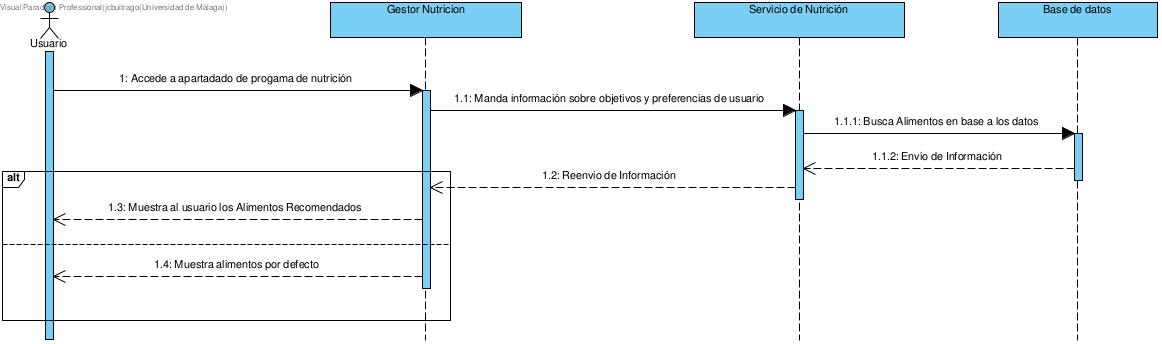 Visual Paradigm Professional(jcbuitrago(Universidad de Málaga))
Usuario
Gestor Nutricion
Servicio de Nutrición
Base de datos
1: Accede a apartadado de progama de nutrición
1.1: Manda información sobre objetivos y preferencias de usuario
1.1.1: Busca Alimentos en base a los datos
1.1.2: Envio de Información
1.2: Reenvio de Información
alt
1.3: Muestra al usuario los Alimentos Recomendados
1.4: Muestra alimentos por defecto